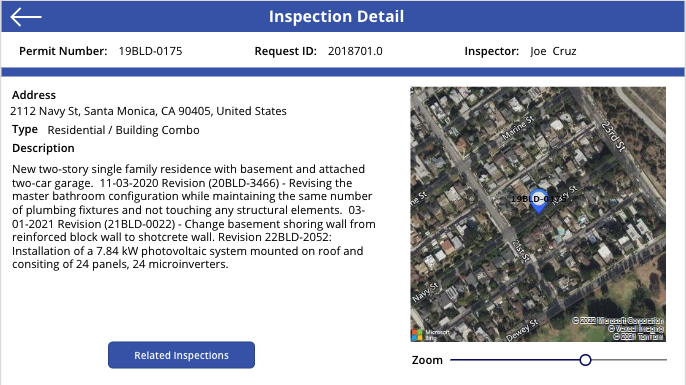 Inspection Detail
Permit Number: 19BLD-0175 Request ID: 2018701.0 Inspector: Joe Cruz
Address
2112 Navy St, Santa Monica, CA 90405, United States
Type Residential / Building Combo
Description
New two-story single family residence with basement and attached
two-car garage. 11-03-2020 Revision (20BLD-3466) - Revising the
master bathroom configuration while maintaining the same number
of plumbing fixtures and not touching any structural elements. 03-
01-2021 Revision (21BLD-0022) - Change basement shoring wall from
reinforced block wall to shotcrete wall. Revision 22BLD-2052:
Installation of a 7.84 kW photovoltaic system mounted on roof and
consiting of 24 panels, 24 microinverters.
Marine St
23rd St
ne St
19BLD-0175
21st St
Navy St
Dewey St
Microsoft
Bing
© 2022 Microsoft Corporation
Related Inspections
Zoom